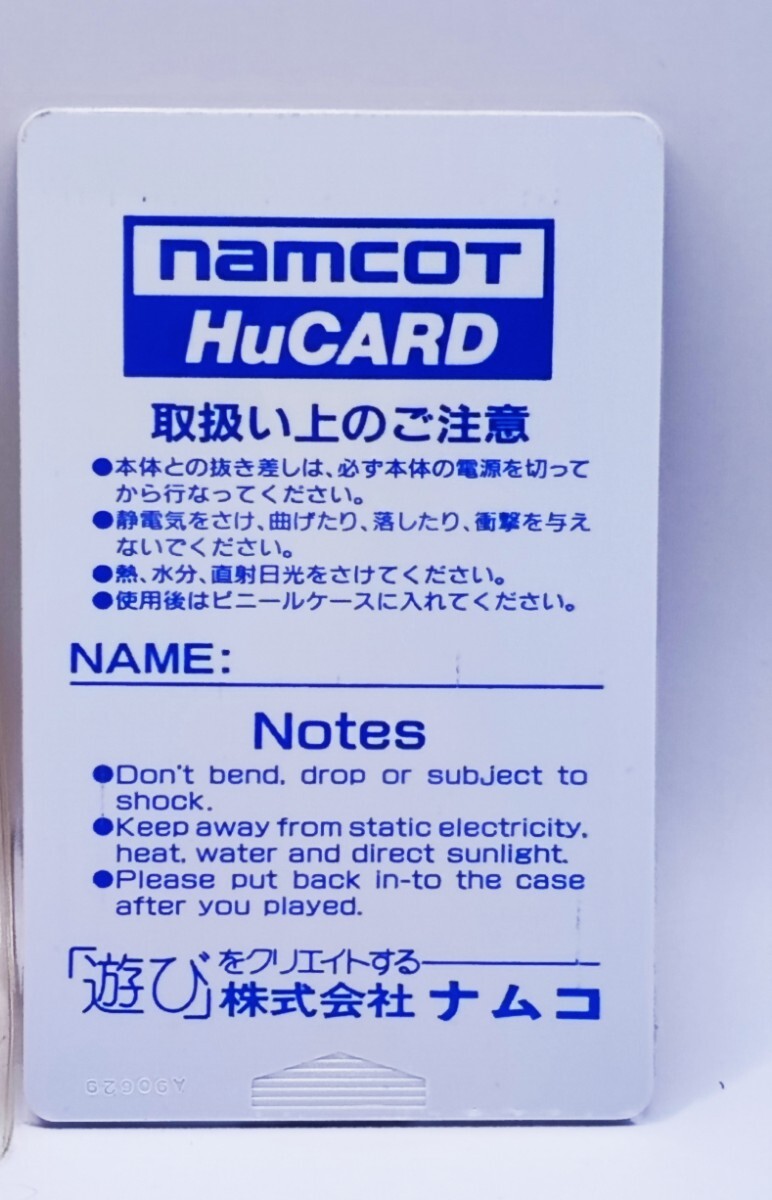 namcoT
HuCARD
取扱い上のご注意
●本体との抜き差しは、必ず本体の電源を切って
から行なってください。
●静電気をさけ、曲げたり、落したり、衝撃を与え
ないでください。
●熱、水分、直射日光をさけてください。
●使用後はビニールケースに入れてください。
NAME:
Notes
●Don't bend, drop or subject to
shock.
●Keep away from static electricity,
heat, water and direct sunlight.
●Please put back in-to the case
after you played.
「遊び」をクリエイトする
株式会社 ナムコ
A90629